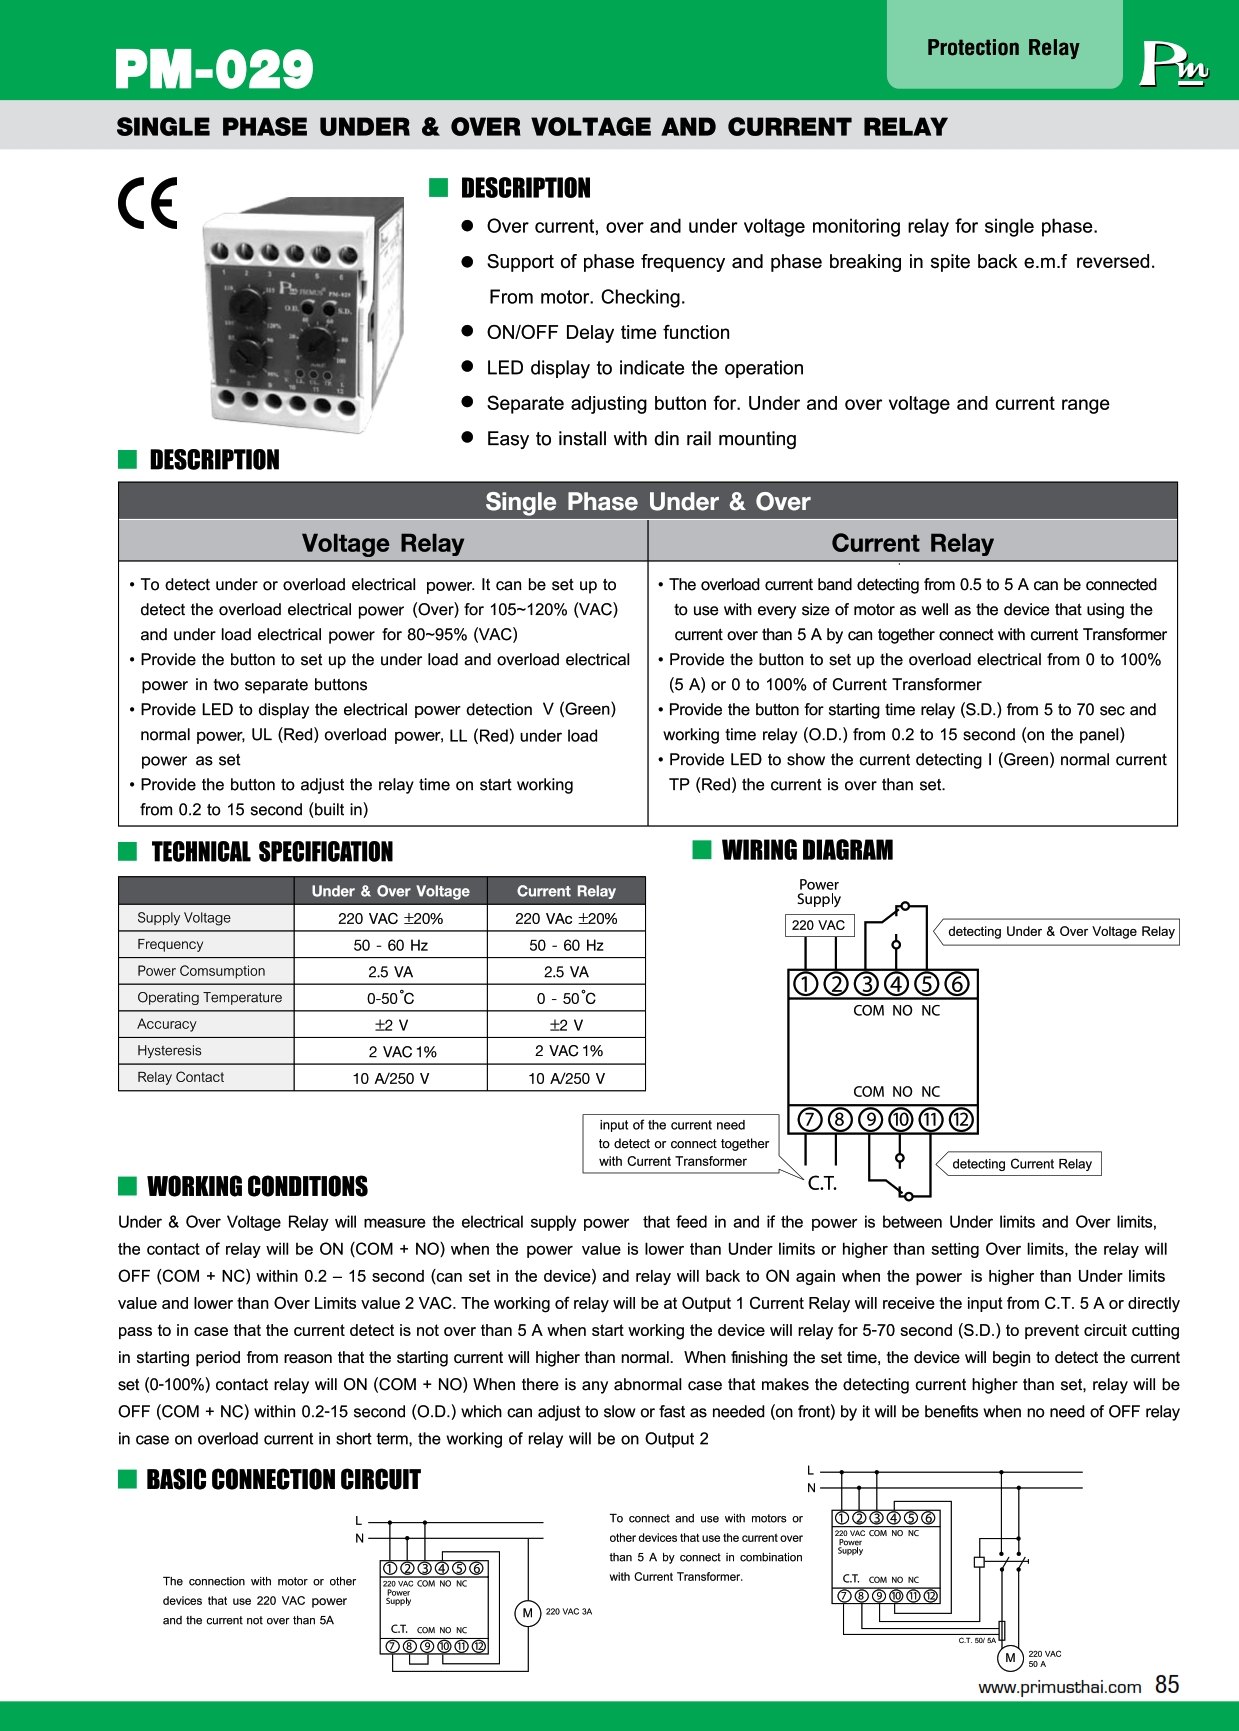 PM-029
Protection Relay
Pm
SINGLE PHASE UNDER & OVER VOLTAGE AND CURRENT RELAY
CE
DESCRIPTION
● Over current, over and under voltage monitoring relay for single phase.
● Support of phase frequency and phase breaking in spite back e.m.f reversed.
From motor. Checking.
● ON/OFF Delay time function
● LED display to indicate the operation
● Separate adjusting button for. Under and over voltage and current range
● Easy to install with din rail mounting
DESCRIPTION
Single Phase Under & Over
Voltage Relay
• To detect under or overload electrical power. It can be set up to
detect the overload electrical power (Over) for 105~120% (VAC)
and under load electrical power for 80~95% (VAC)
• Provide the button to set up the under load and overload electrical
power in two separate buttons
• Provide LED to display the electrical power detection V (Green)
normal power, UL (Red) overload power, LL (Red) under load
power as set
• Provide the button to adjust the relay time on start working
from 0.2 to 15 second (built in)
Current Relay
• The overload current band detecting from 0.5 to 5 A can be connected
to use with every size of motor as well as the device that using the
current over than 5 A by can together connect with current Transformer
• Provide the button to set up the overload electrical from 0 to 100%
(5 A) or 0 to 100% of Current Transformer
• Provide the button for starting time relay (S.D.) from 5 to 70 sec and
working time relay (O.D.) from 0.2 to 15 second (on the panel)
• Provide LED to show the current detecting I (Green) normal current
TP (Red) the current is over than set.
TECHNICAL SPECIFICATION
Under & Over Voltage Current Relay
Supply Voltage 220 VAC ±20% 220 VAc ±20%
Frequency 50 - 60 Hz 50 - 60 Hz
Power Comsumption 2.5 VA 2.5 VA
Operating Temperature 0-50˚C 0 - 50˚C
Accuracy ±2 V ±2 V
Hysteresis 2 VAC 1% 2 VAC 1%
Relay Contact 10 A/250 V 10 A/250 V
WIRING DIAGRAM
Power
Supply
220 VAC
detecting Under & Over Voltage Relay
1 2 3 4 5 6
COM NO NC
COM NO NC
7 8 9 10 11 12
input of the current need
to detect or connect together
with Current Transformer
C.T.
detecting Current Relay
WORKING CONDITIONS
Under & Over Voltage Relay will measure the electrical supply power that feed in and if the power is between Under limits and Over limits,
the contact of relay will be ON (COM + NO) when the power value is lower than Under limits or higher than setting Over limits, the relay will
OFF (COM + NC) within 0.2 – 15 second (can set in the device) and relay will back to ON again when the power is higher than Under limits
value and lower than Over Limits value 2 VAC. The working of relay will be at Output 1 Current Relay will receive the input from C.T. 5 A or directly
pass to in case that the current detect is not over than 5 A when start working the device will relay for 5-70 second (S.D.) to prevent circuit cutting
in starting period from reason that the starting current will higher than normal. When finishing the set time, the device will begin to detect the current
set (0-100%) contact relay will ON (COM + NO) When there is any abnormal case that makes the detecting current higher than set, relay will be
OFF (COM + NC) within 0.2-15 second (O.D.) which can adjust to slow or fast as needed (on front) by it will be benefits when no need of OFF relay
in case on overload current in short term, the working of relay will be on Output 2
BASIC CONNECTION CIRCUIT
The connection with motor or other
devices that use 220 VAC power
and the current not over than 5A
L
N
1 2 3 4 5 6
220 VAC COM NO NC
Power
Supply
C.T. COM NO NC
7 8 9 10 11 12
M 220 VAC 3A
To connect and use with motors or
other devices that use the current over
than 5 A by connect in combination
with Current Transformer.
L
N
1 2 3 4 5 6
220 VAC COM NO NC
Power
Supply
C.T. COM NO NC
7 8 9 10 11 12
C.T. 50/ 5A
M
220 VAC
50 A
www.primusthai.com 85